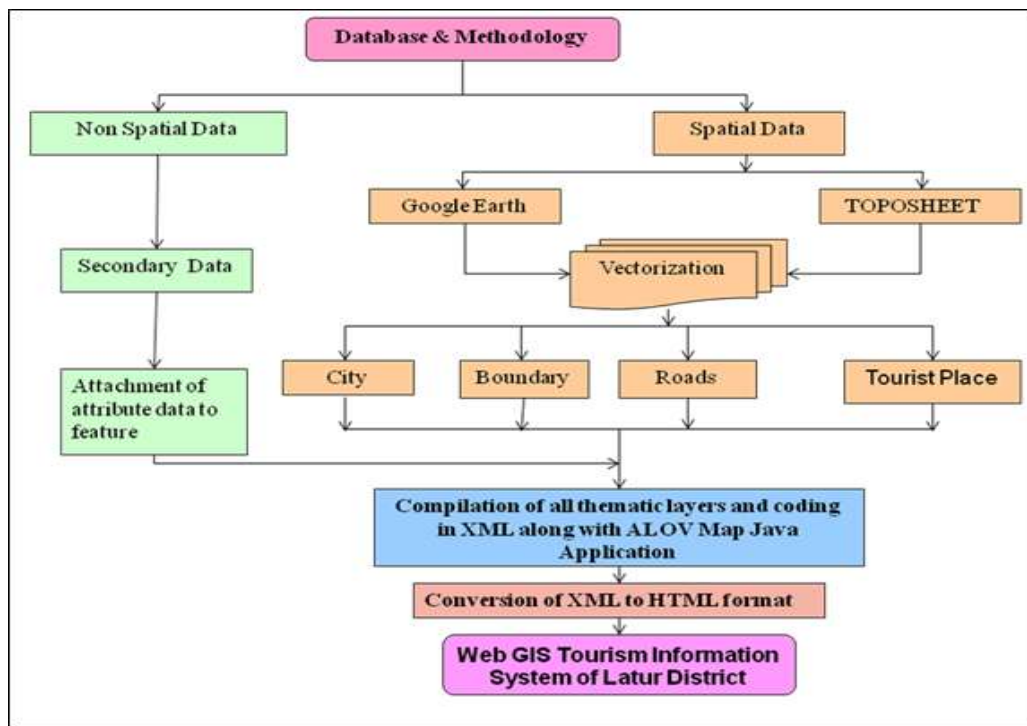 Database & Methodology
Non Spatial Data
Spatial Data
Google Earth
TOPOSHEET
Secondary Data
Vectorization
City
Boundary
Roads
Tourist Place
Attachment of
attribute data to
feature
Compilation of all thematic layers and coding
in XML along with ALOV Map Java
Application
Conversion of XML to HTML format
Web GIS Tourism Information
System of Latur District